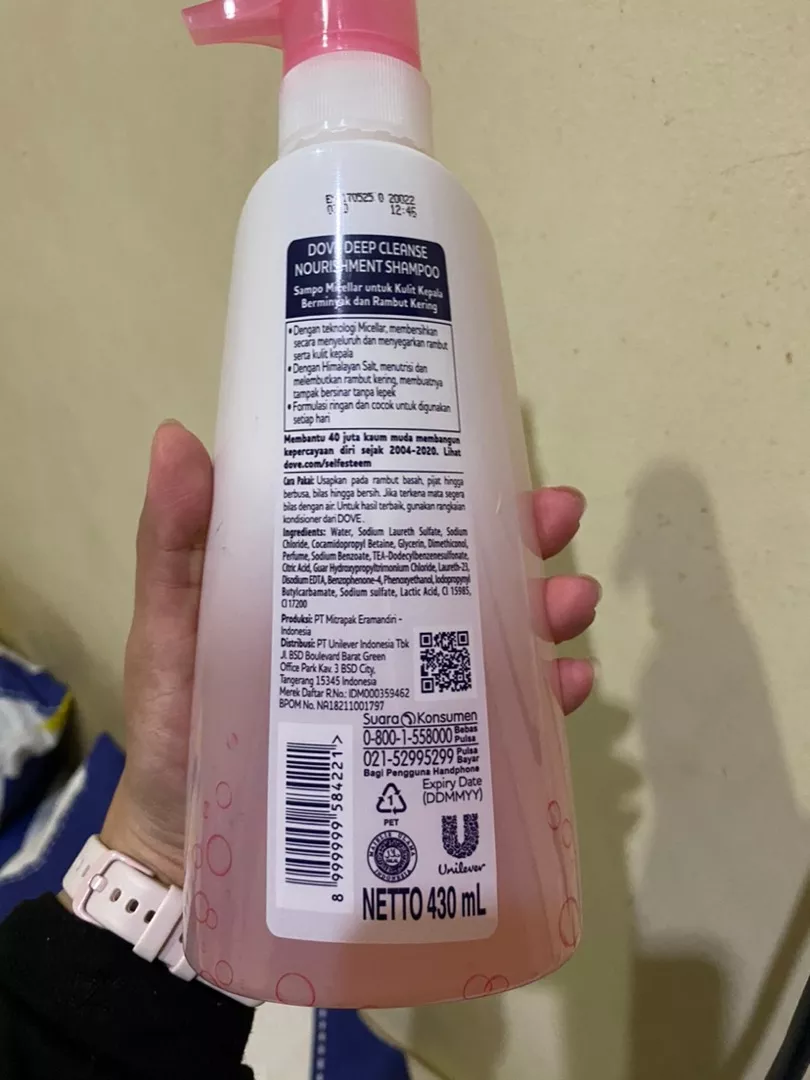 170525 0 20022
12:46
DOVE DEEP CLEANSE
NOURISHMENT SHAMPOO
Sampo Micellar untuk Kulit Kepala
Berminyak dan Rambut Kering
• Dengan teknologi Micellar, membersihkan
secara menyeluruh dan menyegarkan rambut
serta kulit kepala
• Dengan Himalayan Salt, menutrisi dan
melembutkan rambut kering, membuatnya
tampak bersinar tanpa lepek
• Formulasi ringan dan cocok untuk digunakan
setiap hari
Membantu 40 juta kaum muda membangun
kepercayaan diri sejak 2004-2020. Lihat
dove.com/selfesteem
Cara Pakai: Usapkan pada rambut basah, pijat hingga
berbusa, bilas hingga bersih. Jika terkena mata segera
bilas dengan air. Untuk hasil terbaik, gunakan rangkaian
kondisioner dari DOVE.
Ingredients: Water, Sodium Laureth Sulfate, Sodium
Chloride, Cocamidopropyl Betaine, Glycerin, Dimethiconol,
Perfume, Sodium Benzoate, TEA-Dodecylbenzenesulfonate,
Citric Acid, Guar Hydroxypropyltrimonium Chloride, Laureth-23,
Disodium EDTA, Benzophenone-4, Phenoxyethanol, Iodopropynyl
Butylcarbamate, Sodium sulfate, Lactic Acid, CI 15985,
CI 17200
Produksi: PT Mitrapak Eramandiri -
Indonesia
Distribusi: PT Unilever Indonesia Tbk
Jl. BSD Boulevard Barat Green
Office Park Kav. 3 BSD City,
Tangerang 15345 Indonesia
Merek Daftar R.No.: IDM000359462
BPOM No. NA18211001797
Suara Konsumen
0-800-1-558000 Bebas Pulsa
021-52995299 Pulsa Bayar
Bagi Pengguna Handphone
Expiry Date
(DDMMYY)
1
PET
MAJELIS ULAMA
INDONESIA
Unilever
8 999999 584221 >
NETTO 430 mL